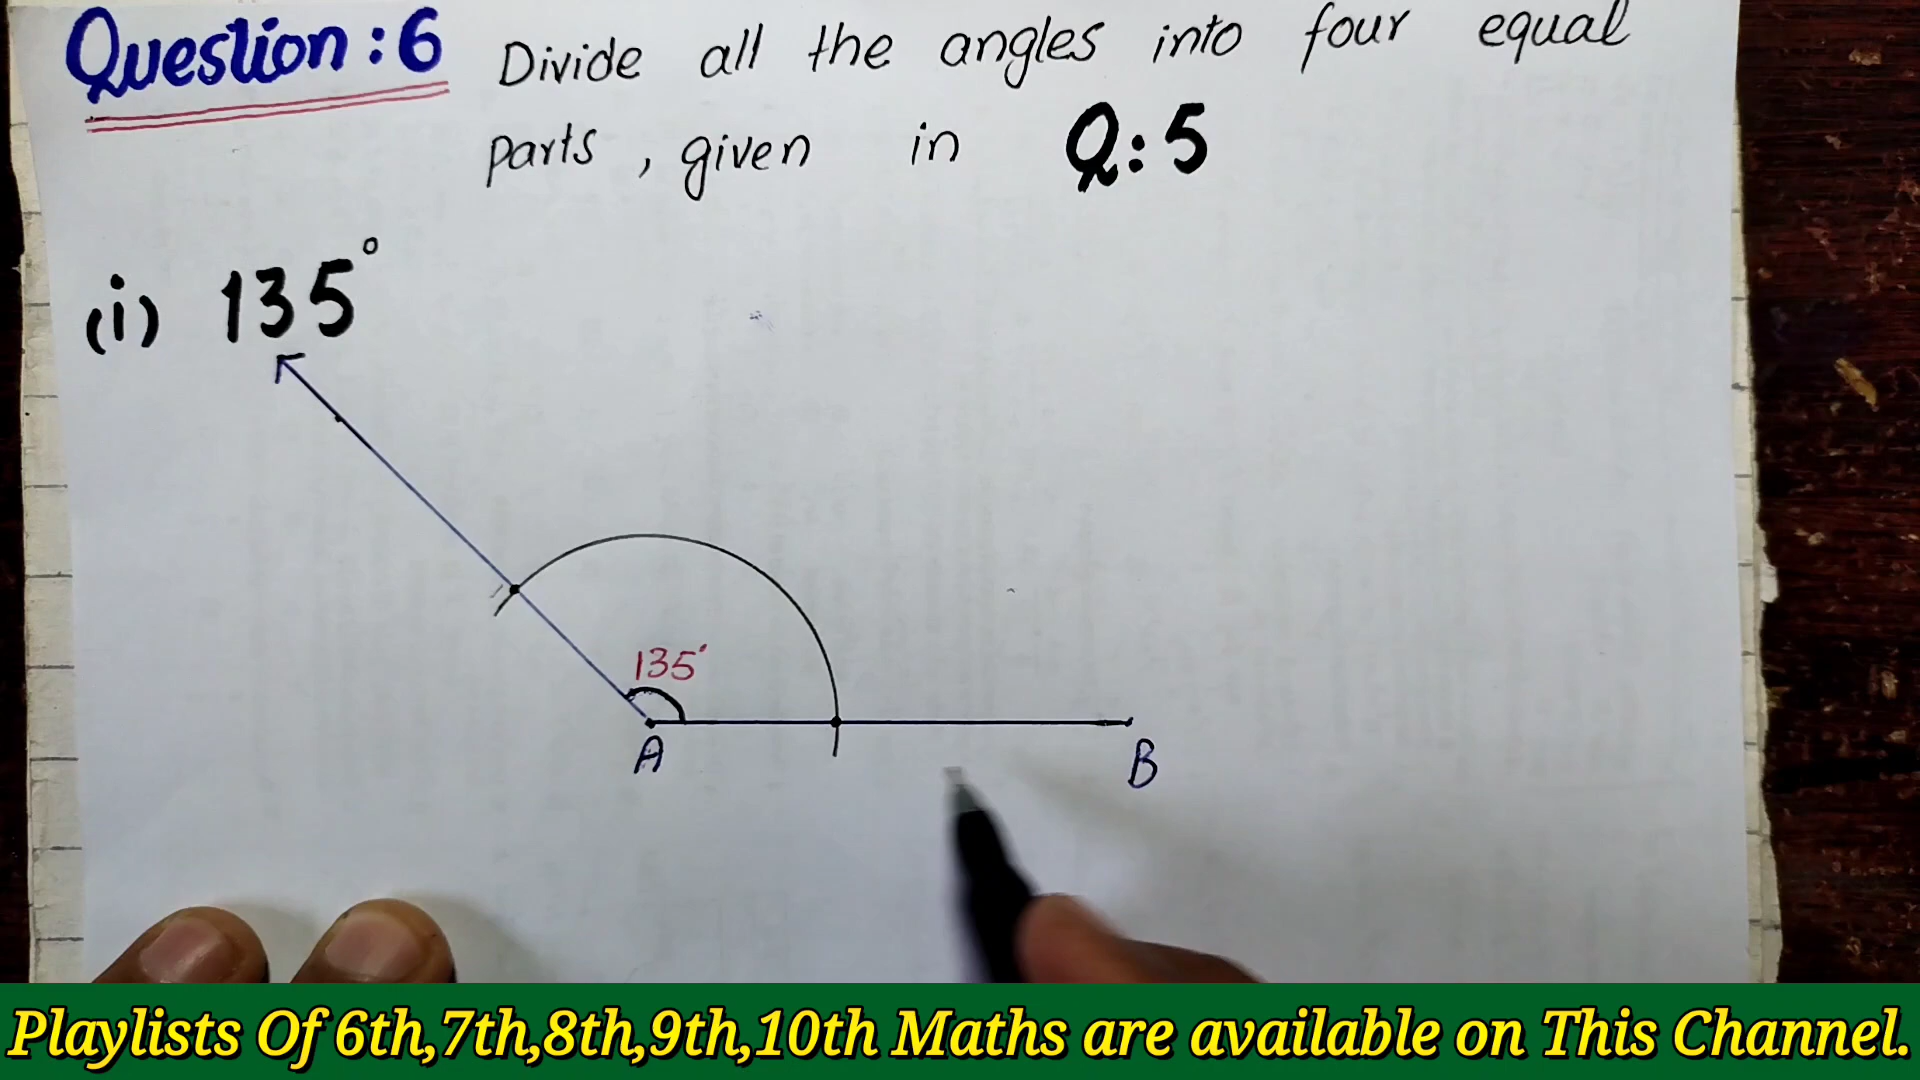 Question:6 Divide all the angles into four equal
parts, given in Q:5
(i) 135°
135°
A
B
Playlists Of 6th,7th,8th,9th,10th Maths are available on This Channel.